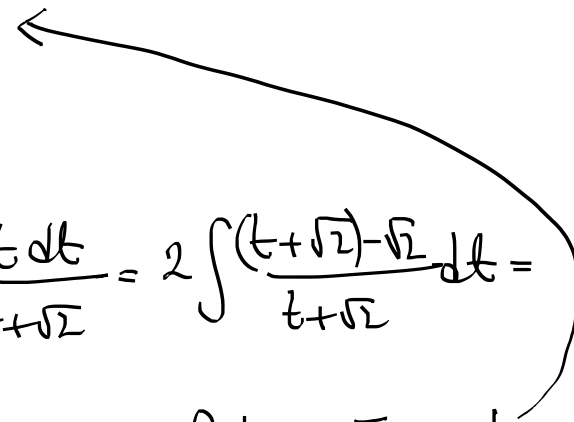 t dt / t+√2 = 2∫ (t+√2)-√2 / t+√2 dt =